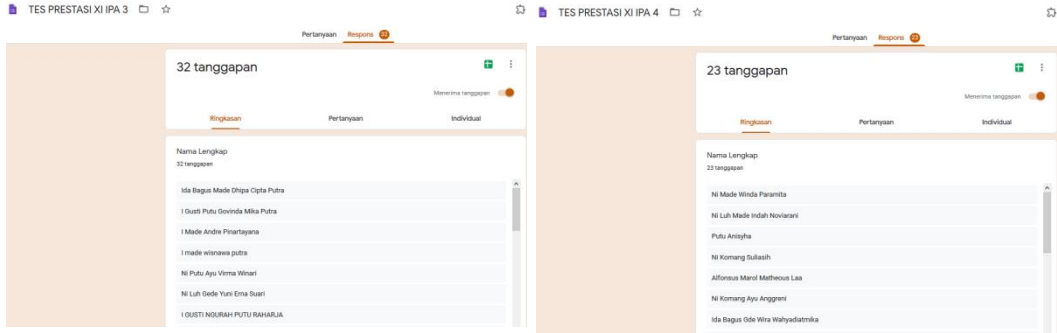 TES PRESTASI XI IPA 3
Pertanyaan Respons 32
32 tanggapan
Menerima tanggapan
Ringkasan Pertanyaan Individual
Nama Lengkap
32 tanggapan
Ida Bagus Made Dhipa Cipta Putra
I Gusti Putu Govinda Mika Putra
I Made Andre Pinartayana
I made wisnawa putra
Ni Putu Ayu Virma Winari
Ni Luh Gede Yuni Erna Suari
I GUSTI NGURAH PUTU RAHARJA
TES PRESTASI XI IPA 4
Pertanyaan Respons 23
23 tanggapan
Menerima tanggapan
Ringkasan Pertanyaan Individual
Nama Lengkap
23 tanggapan
Ni Made Winda Paramita
Ni Luh Made Indah Noviarani
Putu Anisyha
Ni Komang Suliasih
Alfonsus Marol Matheous Laa
Ni Komang Ayu Anggreni
Ida Bagus Gde Wira Wahyadiatmika